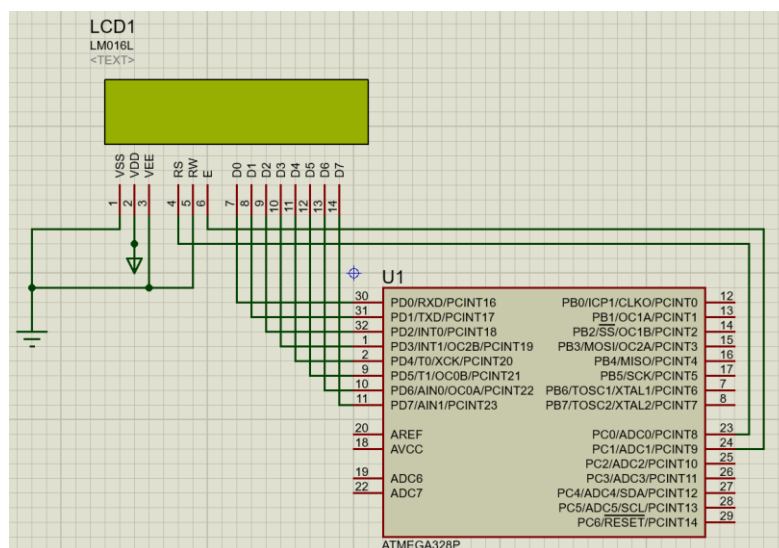 LCD1
LM016L
<TEXT>
VSS
VDD
VEE
RS
RW
E
D0
D1
D2
D3
D4
D5
D6
D7
1
2
3
4
5
6
7
8
9
10
11
12
13
14
U1
30 PD0/RXD/PCINT16 PB0/ICP1/CLKO/PCINT0 12
31 PD1/TXD/PCINT17 PB1/OC1A/PCINT1 13
32 PD2/INT0/PCINT18 PB2/SS/OC1B/PCINT2 14
1 PD3/INT1/OC2B/PCINT19 PB3/MOSI/OC2A/PCINT3 15
2 PD4/T0/XCK/PCINT20 PB4/MISO/PCINT4 16
9 PD5/T1/OC0B/PCINT21 PB5/SCK/PCINT5 17
10 PD6/AIN0/OC0A/PCINT22 PB6/TOSC1/XTAL1/PCINT6 7
11 PD7/AIN1/PCINT23 PB7/TOSC2/XTAL2/PCINT7 8
20 AREF PC0/ADC0/PCINT8 23
18 AVCC PC1/ADC1/PCINT9 24
PC2/ADC2/PCINT10 25
19 ADC6 PC3/ADC3/PCINT11 26
22 ADC7 PC4/ADC4/SDA/PCINT12 27
PC5/ADC5/SCL/PCINT13 28
PC6/RESET/PCINT14 29
ATMEGA328P